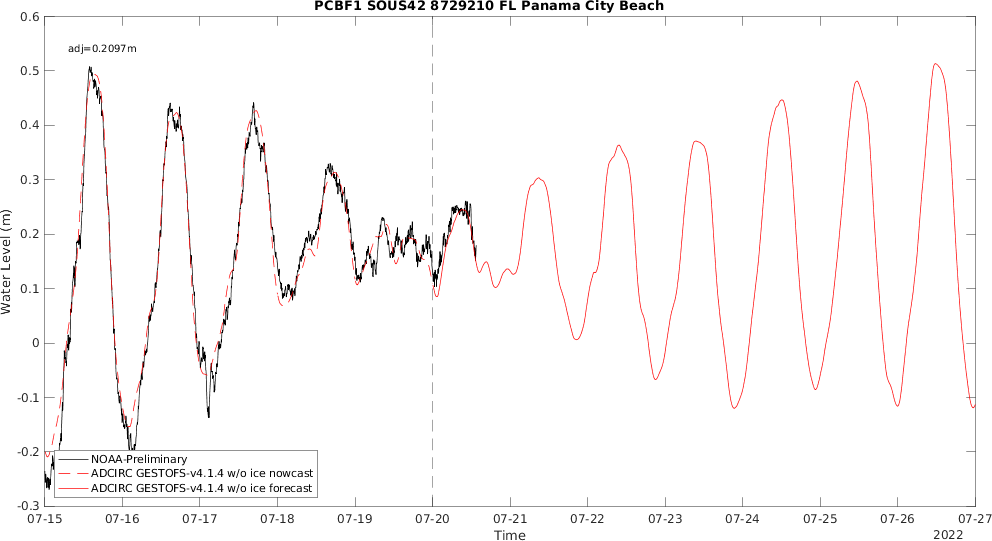 PCBF1 SOUS42 8729210 FL Panama City Beach
adj=0.2097m
0.6
0.5
0.4
0.3
0.2
0.1
0
-0.1
-0.2
-0.3
Water Level (m)
NOAA-Preliminary
ADCIRC GESTOFS-v4.1.4 w/o ice nowcast
ADCIRC GESTOFS-v4.1.4 w/o ice forecast
07-15 07-16 07-17 07-18 07-19 07-20 07-21 07-22 07-23 07-24 07-25 07-26 07-27
Time
2022